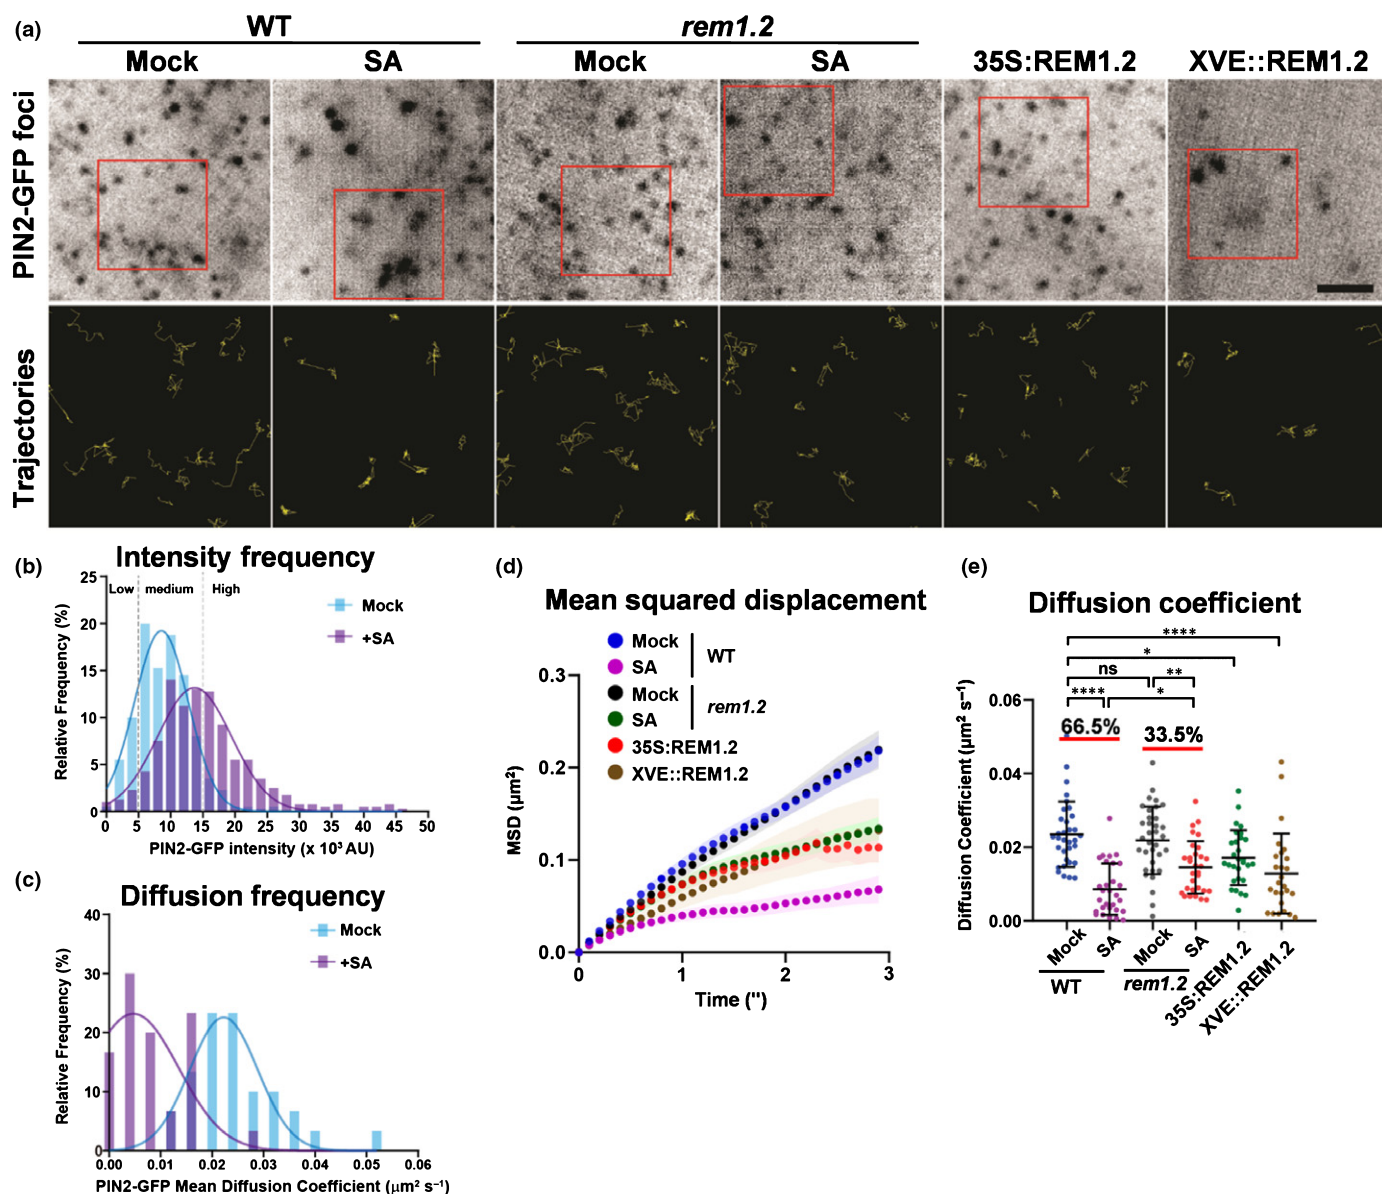 (a)
WT
rem1.2
Mock
SA
Mock
SA
35S:REM1.2
XVE::REM1.2
PIN2-GFP foci
Trajectories
(b)
Intensity frequency
Relative Frequency (%)
25
20
15
10
5
0
Low
medium
High
Mock
+SA
0 5 10 15 20 25 30 35 40 45 50
PIN2-GFP intensity (x 10³ AU)
(c)
Diffusion frequency
Relative Frequency (%)
40
30
20
10
0
Mock
+SA
0.00 0.01 0.02 0.03 0.04 0.05 0.06
PIN2-GFP Mean Diffusion Coefficient (μm² s⁻¹)
(d)
Mean squared displacement
Mock
SA
WT
Mock
SA
rem1.2
35S:REM1.2
XVE::REM1.2
MSD (μm²)
0.3
0.2
0.1
0.0
0 1 2 3
Time (")
(e)
Diffusion coefficient
****
*
ns
**
****
*
66.5%
33.5%
Diffusion Coefficient (μm² s⁻¹)
0.06
0.04
0.02
0.00
Mock
SA
Mock
SA
35S:REM1.2
XVE::REM1.2
WT
rem1.2